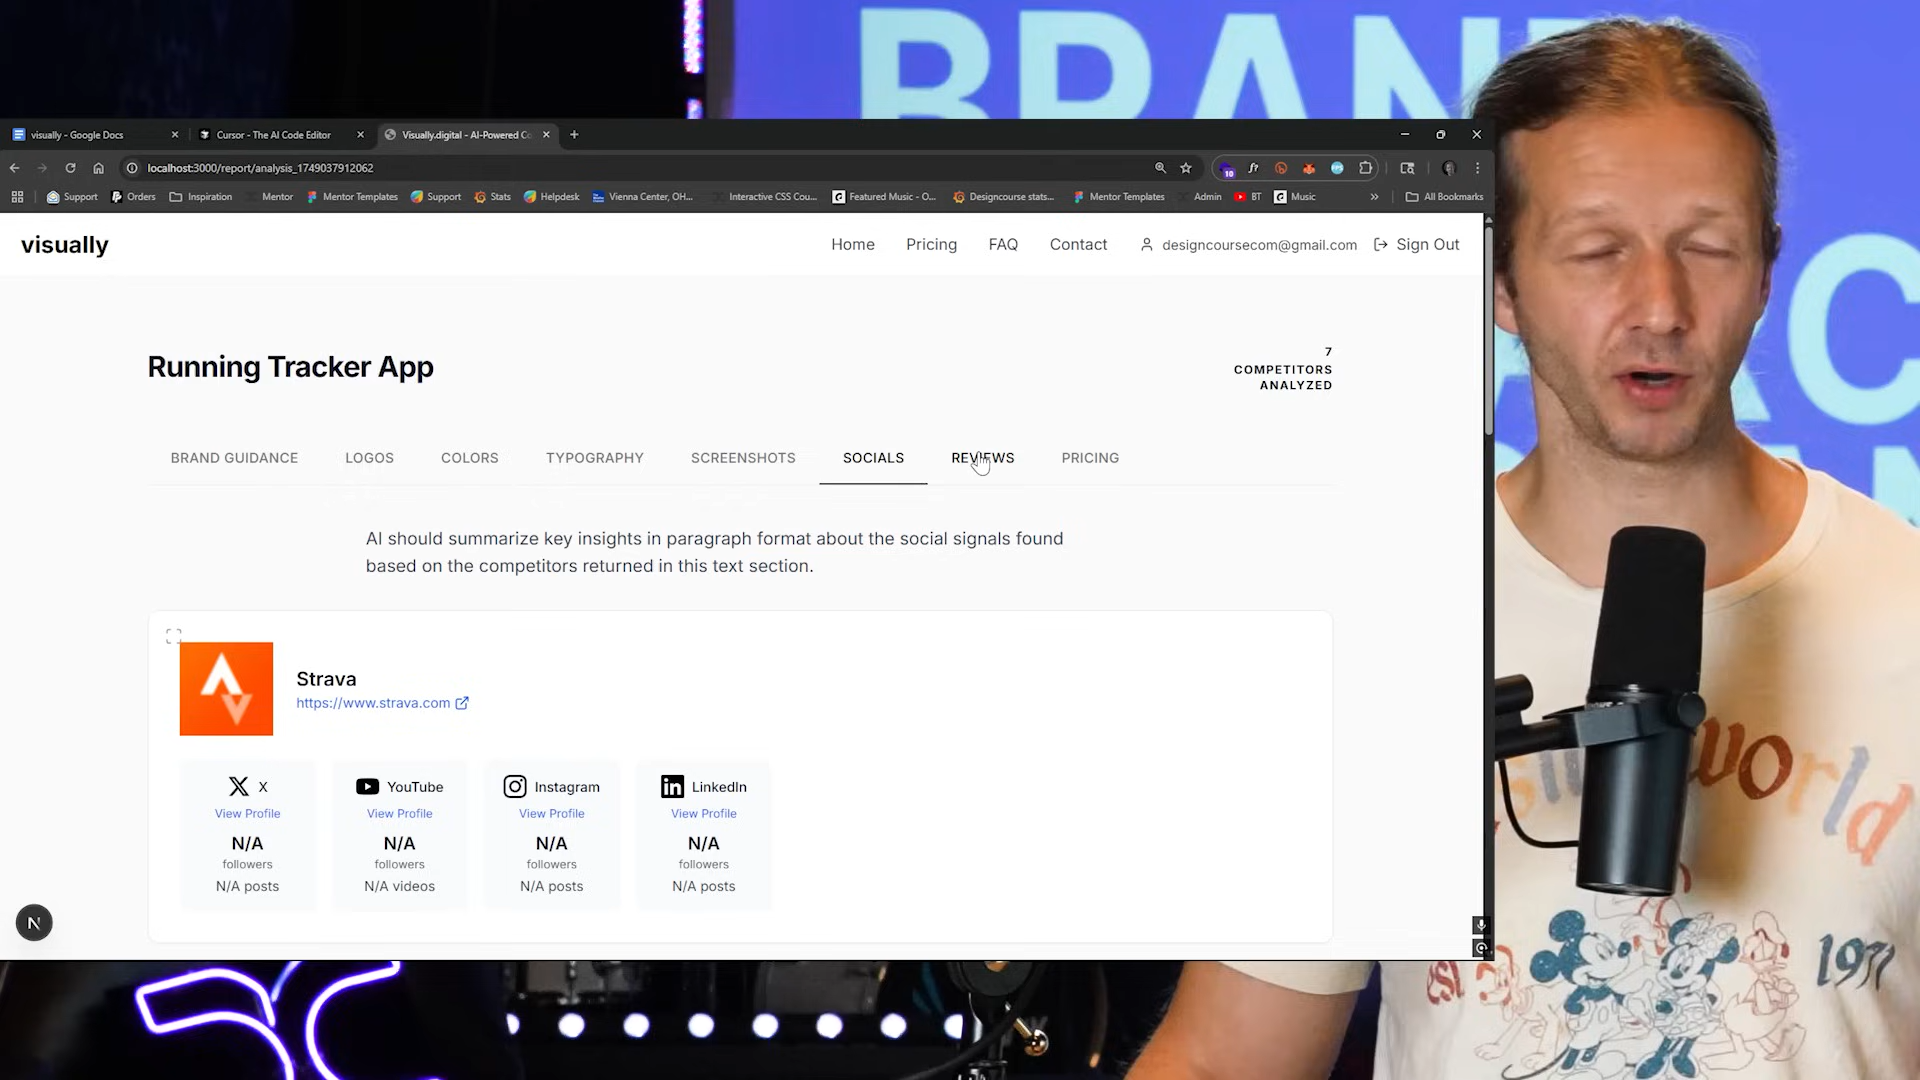 BRAN
visually - Google Docs
Cursor - The AI Code Editor
Visually.digital - AI-Powered Co
localhost:3000/report/analysis_1749037912062
10
f?
Support
Orders
Inspiration
Mentor
Mentor Templates
Support
Stats
Helpdesk
Vienna Center, OH...
Interactive CSS Cou...
Featured Music - O...
Designcourse stats...
Mentor Templates
Admin
BT
Music
All Bookmarks
visually
Home
Pricing
FAQ
Contact
designcoursecom@gmail.com
Sign Out
Running Tracker App
7
COMPETITORS
ANALYZED
BRAND GUIDANCE
LOGOS
COLORS
TYPOGRAPHY
SCREENSHOTS
SOCIALS
REVIEWS
PRICING
AI should summarize key insights in paragraph format about the social signals found
based on the competitors returned in this text section.
Strava
https://www.strava.com
X
View Profile
N/A
followers
N/A posts
YouTube
View Profile
N/A
followers
N/A videos
Instagram
View Profile
N/A
followers
N/A posts
LinkedIn
View Profile
N/A
followers
N/A posts
N
world
1971